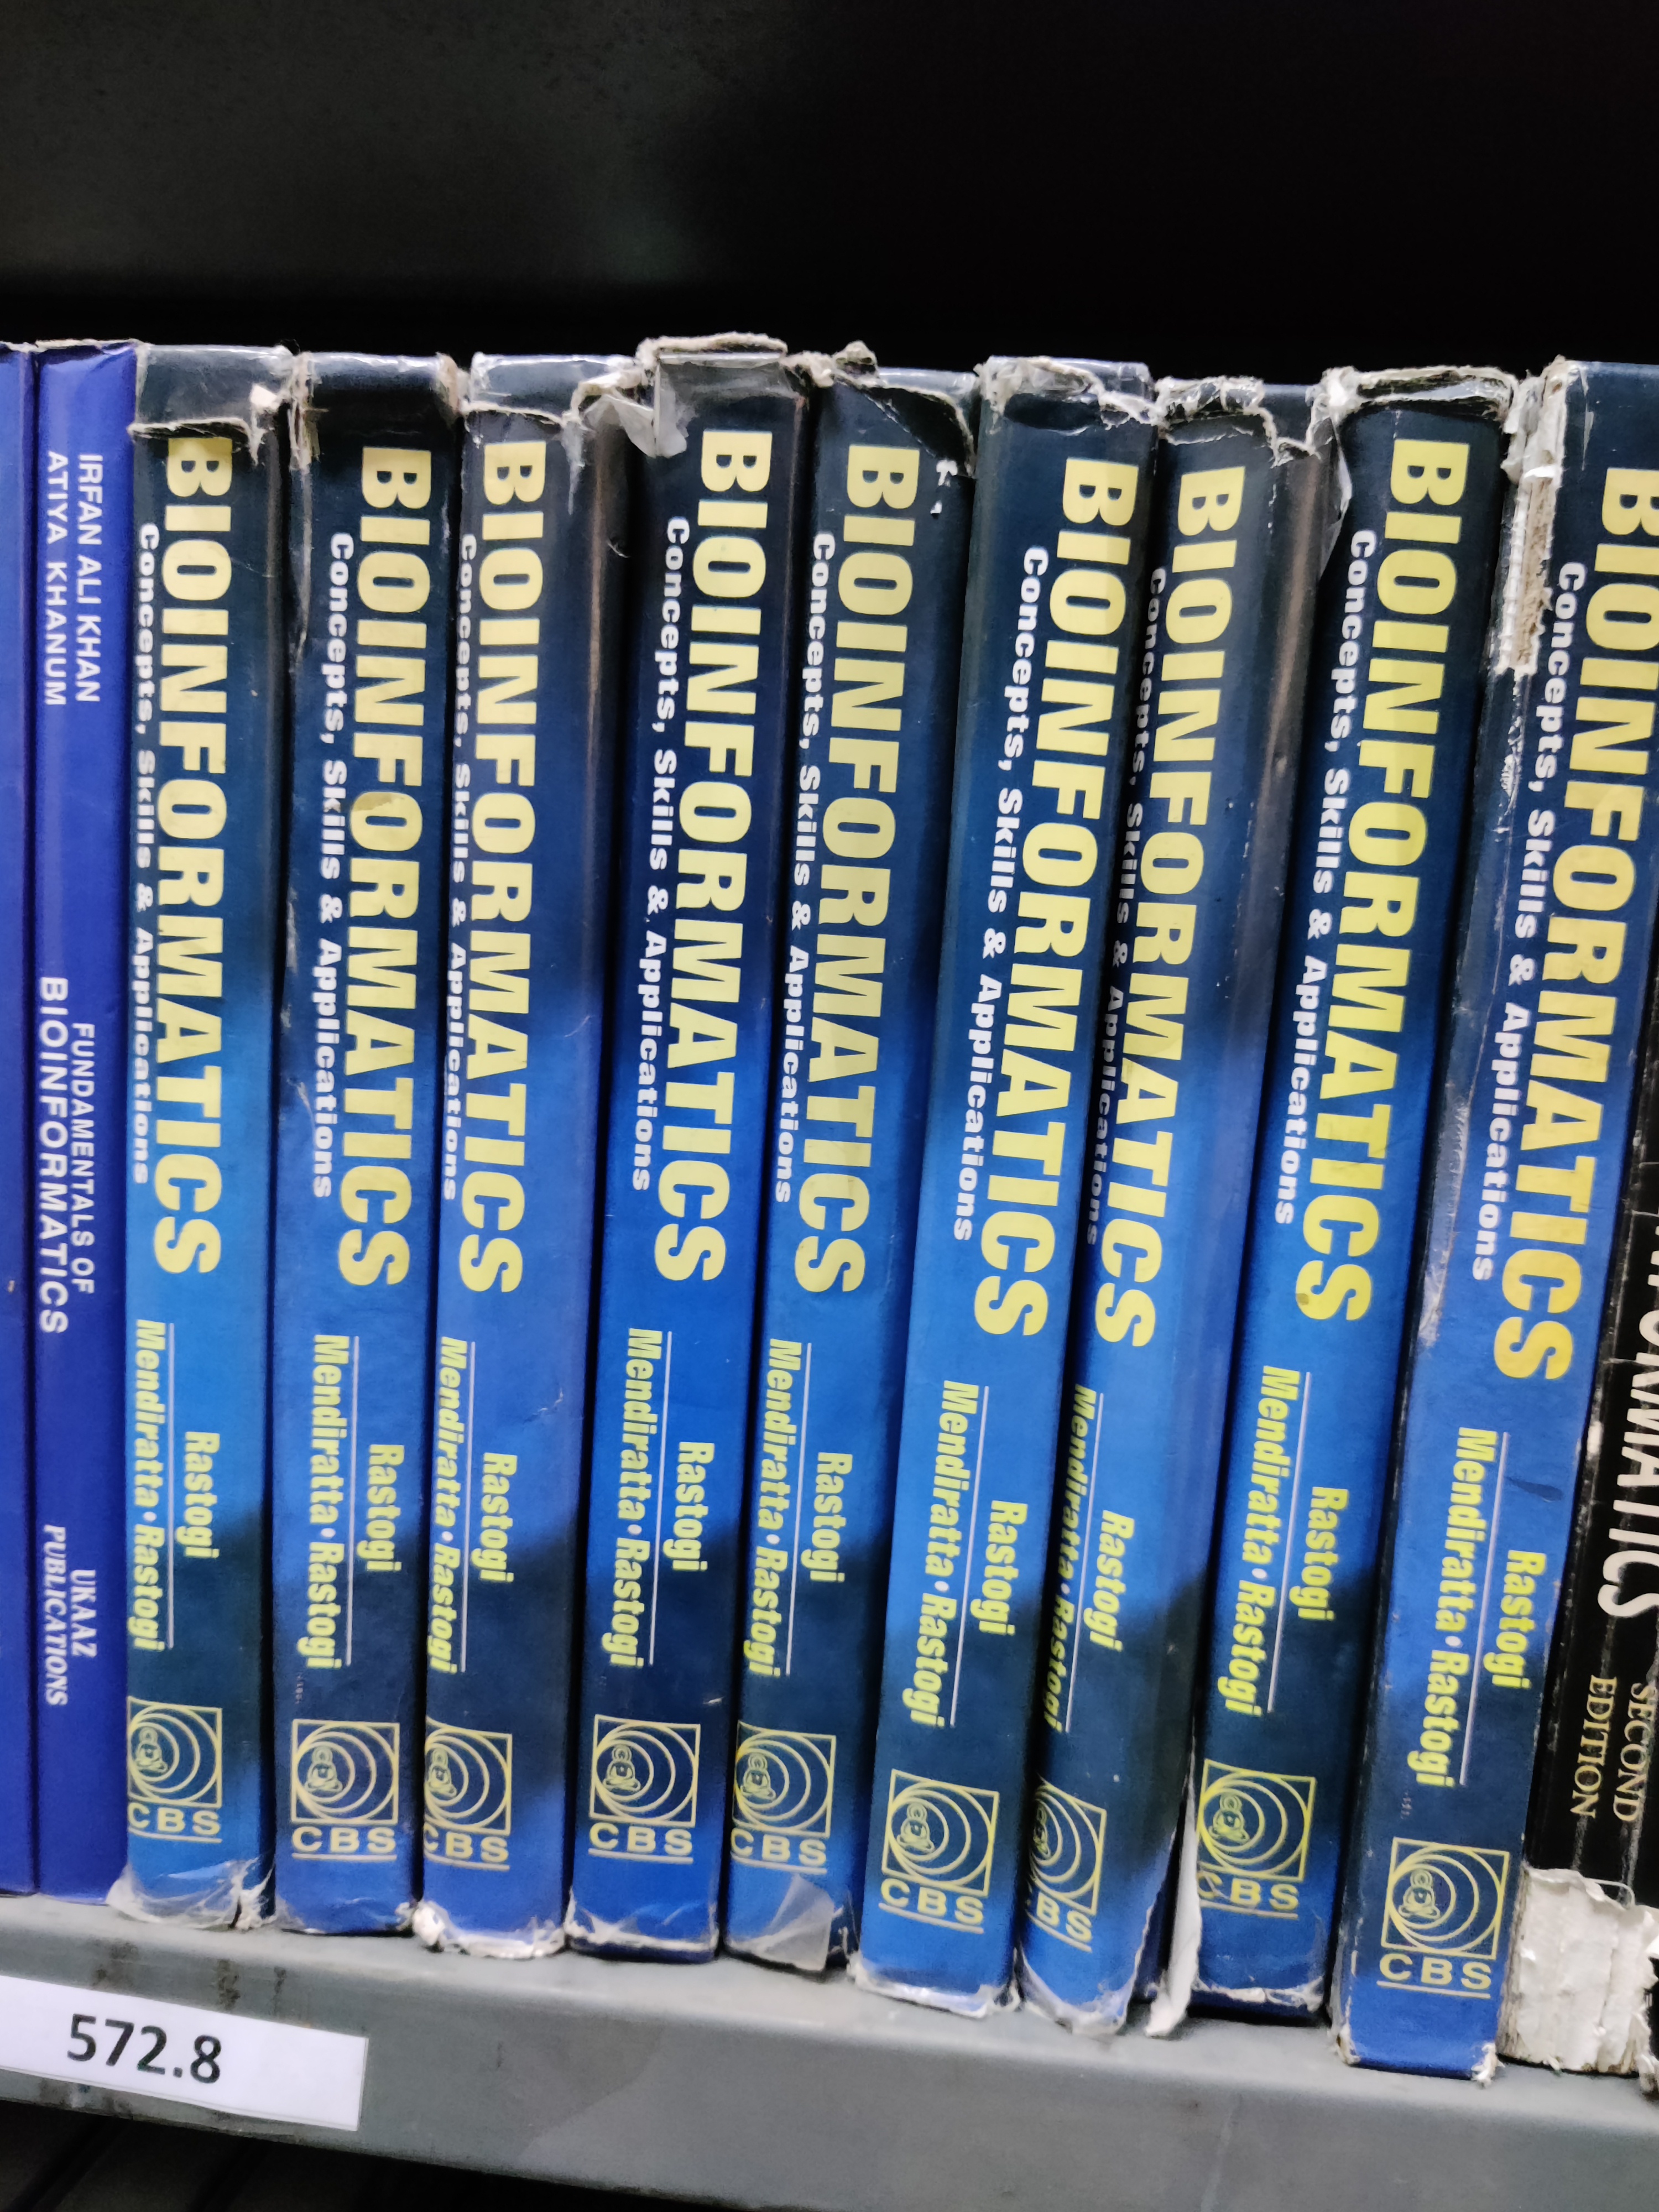 IRFAN ALI KHAN
ATIYA KHANUM
FUNDAMENTALS OF
BIOINFORMATICS
UKAAZ
PUBLICATIONS
BIOINFORMATICS
Concepts, Skills & Applications
Rastogi
Mendiratta • Rastogi
CBS
BIOINFORMATICS
Concepts, Skills & Applications
Rastogi
Mendiratta • Rastogi
CBS
BIOINFORMATICS
Concepts, Skills & Applications
Rastogi
Mendiratta • Rastogi
CBS
BIOINFORMATICS
Concepts, Skills & Applications
Rastogi
Mendiratta • Rastogi
CBS
BIOINFORMATICS
Concepts, Skills & Applications
Rastogi
Mendiratta • Rastogi
CBS
BIOINFORMATICS
Concepts, Skills & Applications
Rastogi
Mendiratta • Rastogi
CBS
BIOINFORMATICS
Concepts, Skills & Applications
Rastogi
Mendiratta • Rastogi
CBS
BIOINFORMATICS
Concepts, Skills & Applications
Rastogi
Mendiratta • Rastogi
CBS
BIOINFORMATICS
Concepts, Skills & Applications
Rastogi
Mendiratta • Rastogi
CBS
SECOND
EDITION
572.8